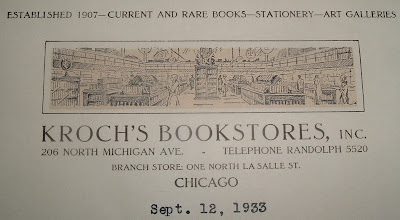 ESTABLISHED 1907—CURRENT AND RARE BOOKS—STATIONERY—ART GALLERIES
KROCH'S BOOKSTORES, INC.
206 NORTH MICHIGAN AVE. - TELEPHONE RANDOLPH 5520
BRANCH STORE: ONE NORTH LA SALLE ST.
CHICAGO
Sept. 12, 1933